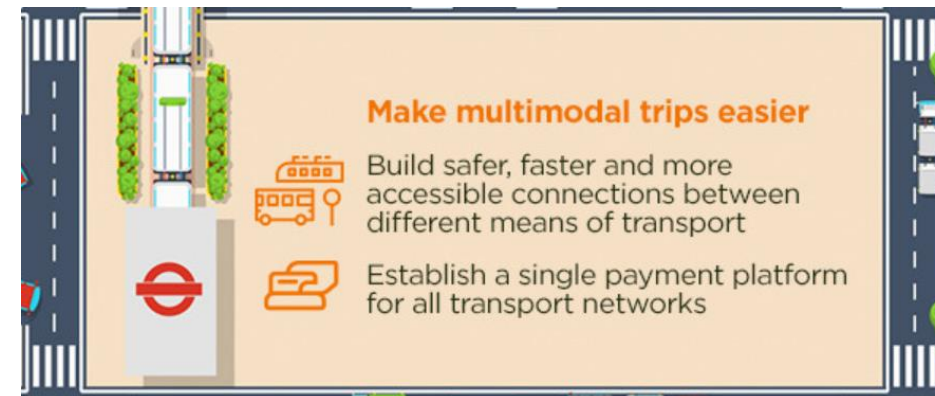 Make multimodal trips easier
Build safer, faster and more
accessible connections between
different means of transport
Establish a single payment platform
for all transport networks